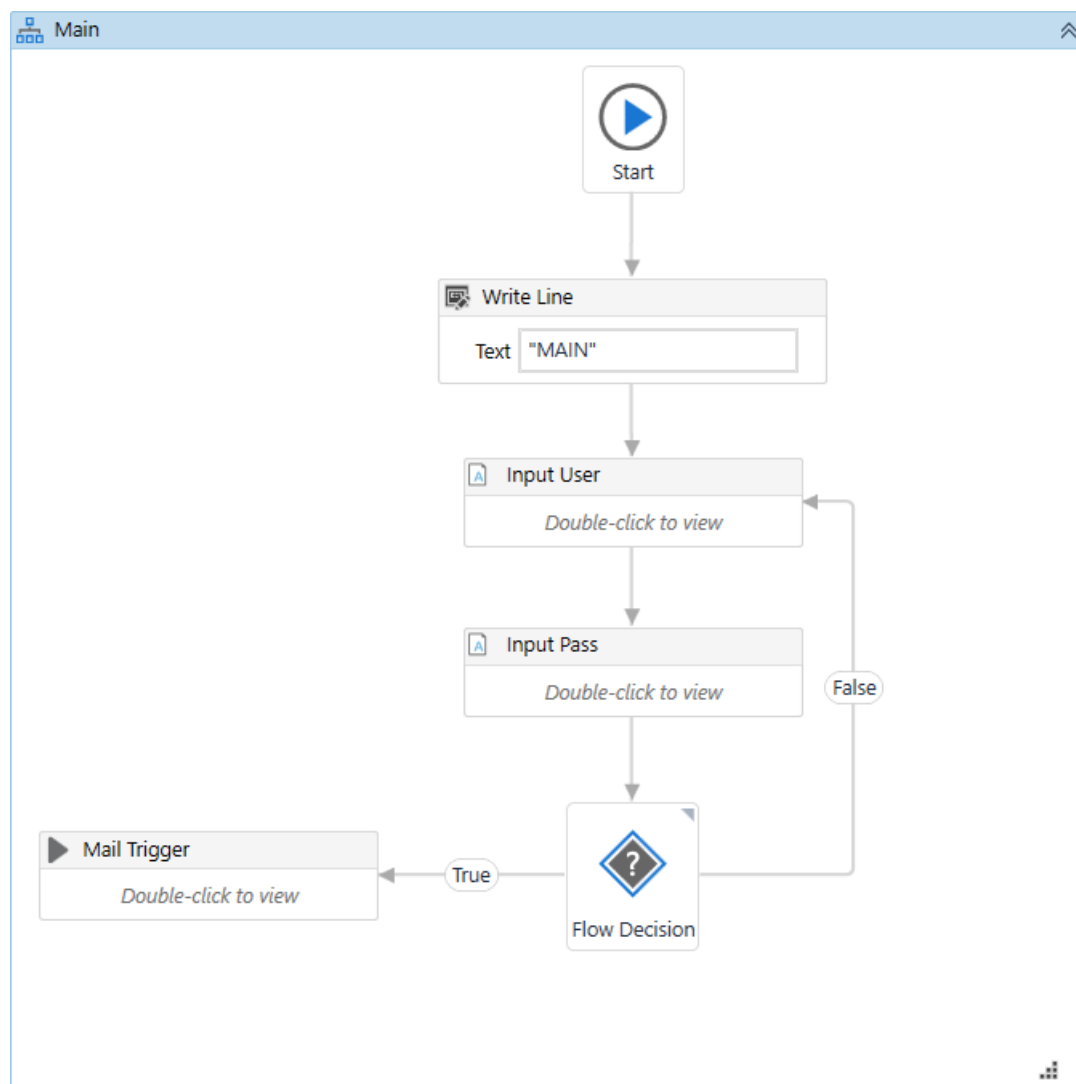 Main
Start
Write Line
Text "MAIN"
Input User
Double-click to view
Input Pass
Double-click to view
False
Mail Trigger
Double-click to view
True
?
Flow Decision